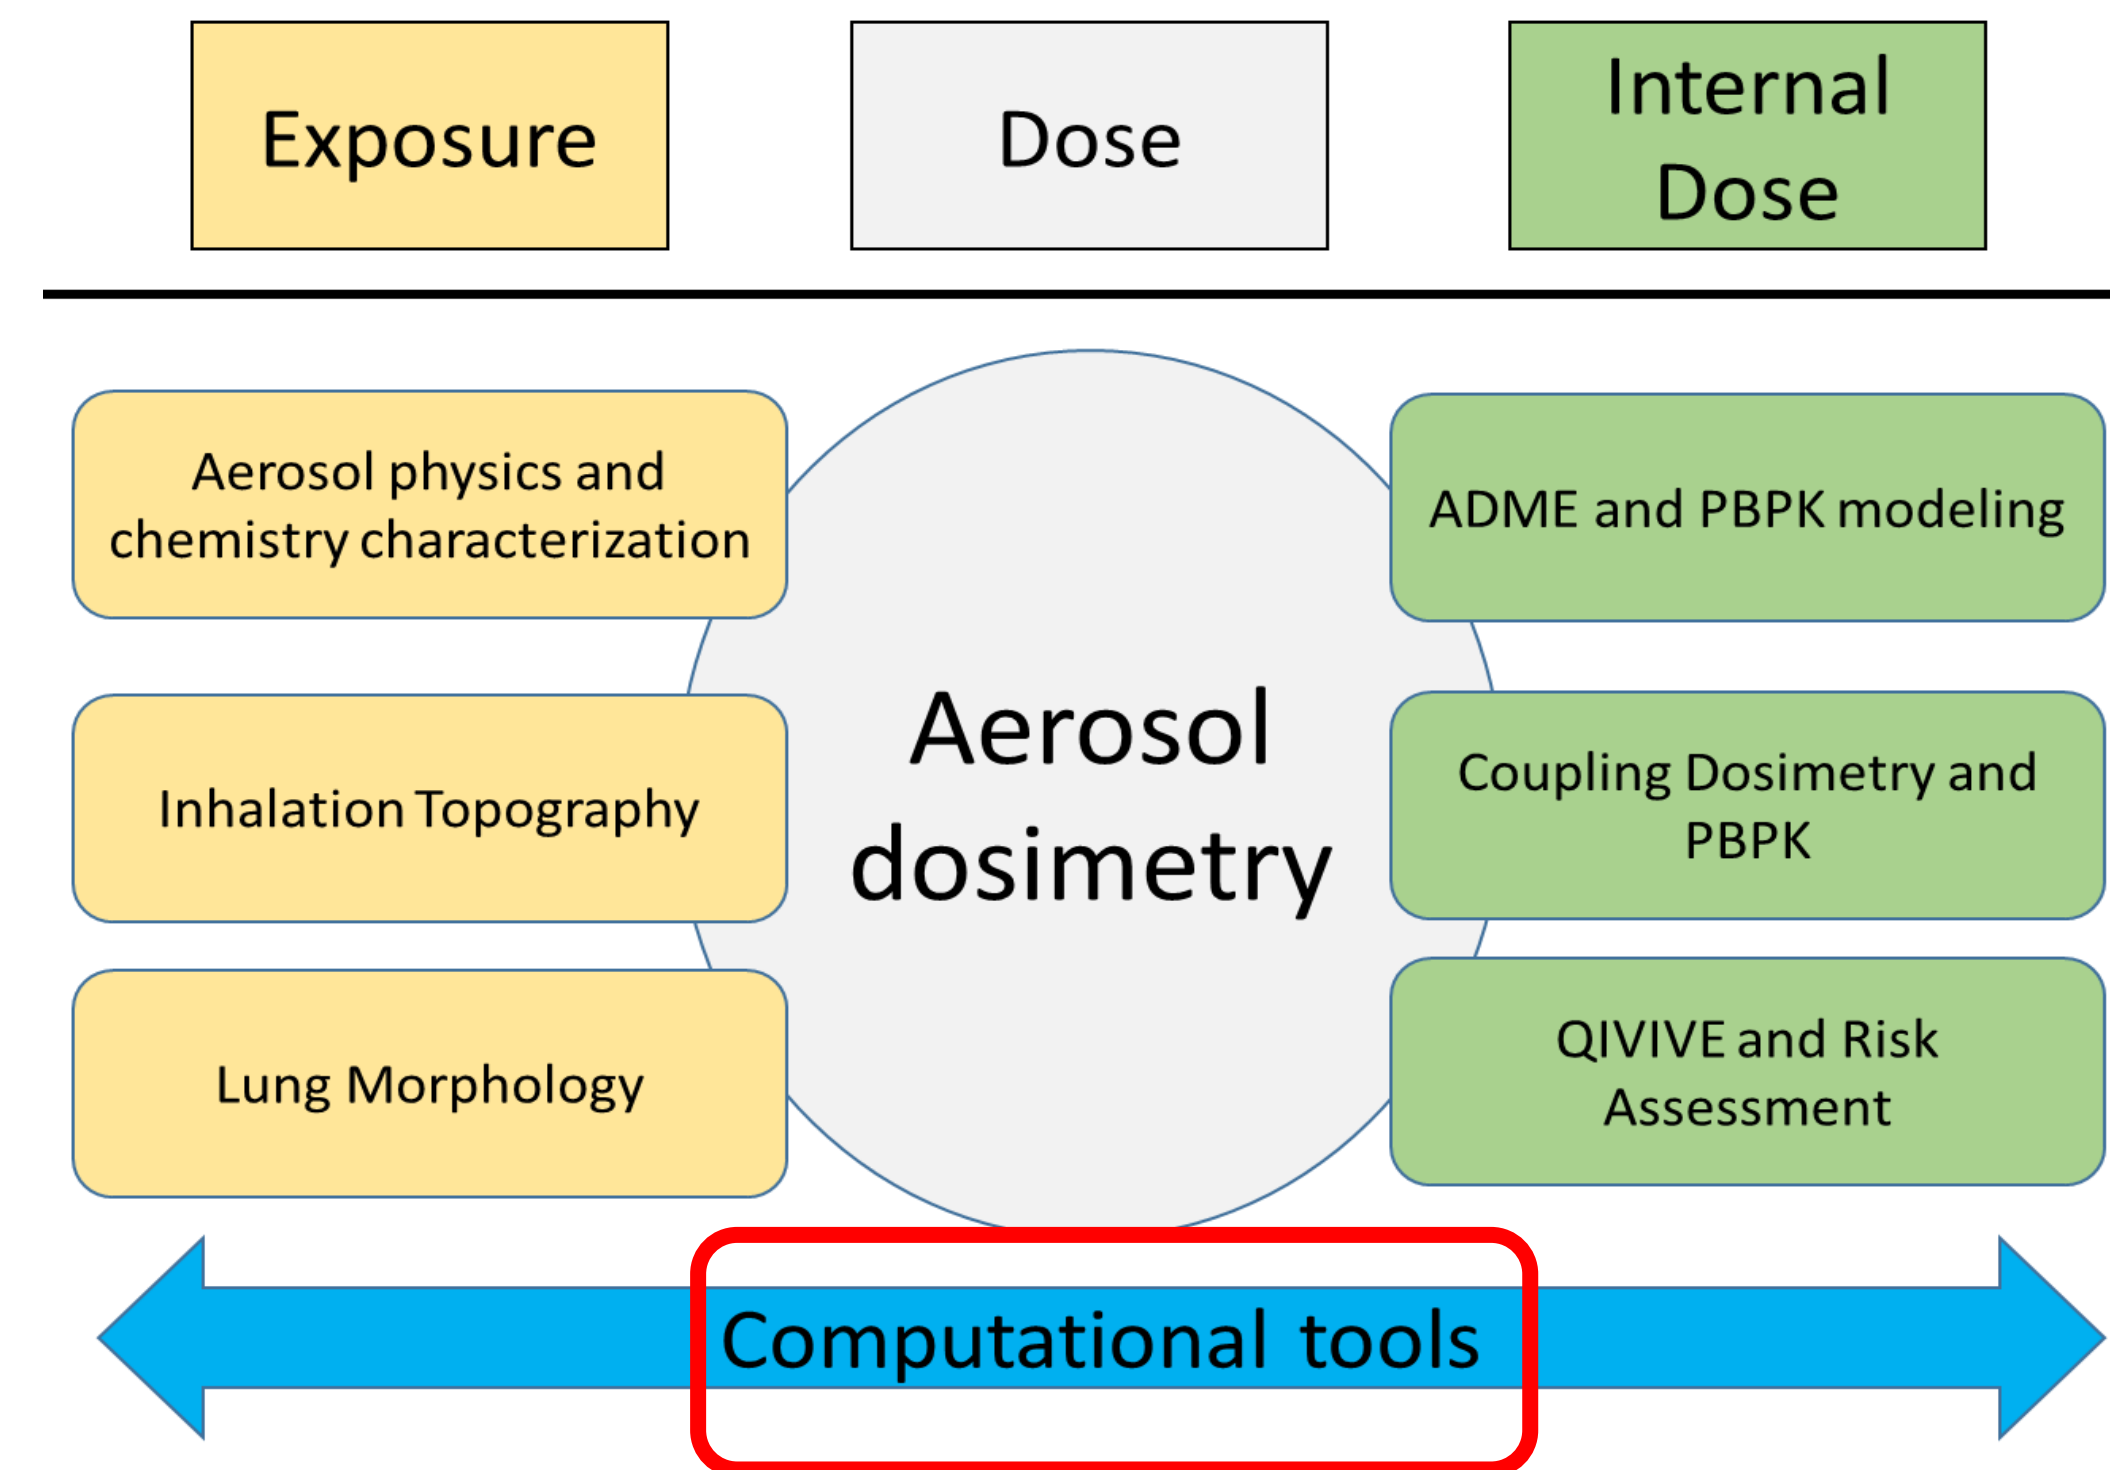 Exposure
Dose
Internal
Dose
Aerosol physics and
chemistry characterization
Inhalation Topography
Lung Morphology
Aerosol
dosimetry
ADME and PBPK modeling
Coupling Dosimetry and
PBPK
QIVIVE and Risk
Assessment
Computational tools